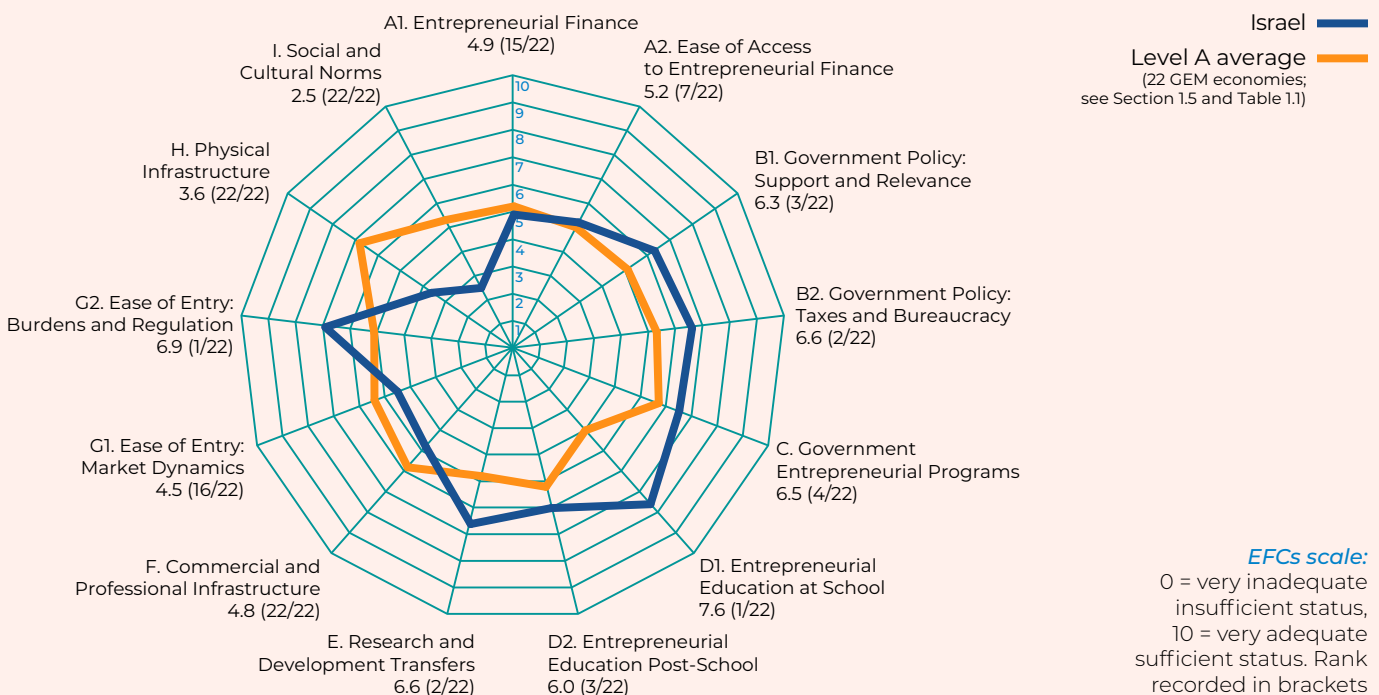 A1. Entrepreneurial Finance
4.9 (15/22)
A2. Ease of Access
to Entrepreneurial Finance
5.2 (7/22)
B1. Government Policy:
Support and Relevance
6.3 (3/22)
B2. Government Policy:
Taxes and Bureaucracy
6.6 (2/22)
C. Government
Entrepreneurial Programs
6.5 (4/22)
D1. Entrepreneurial
Education at School
7.6 (1/22)
D2. Entrepreneurial
Education Post-School
6.0 (3/22)
E. Research and
Development Transfers
6.6 (2/22)
F. Commercial and
Professional Infrastructure
4.8 (22/22)
G1. Ease of Entry:
Market Dynamics
4.5 (16/22)
G2. Ease of Entry:
Burdens and Regulation
6.9 (1/22)
H. Physical
Infrastructure
3.6 (22/22)
I. Social and
Cultural Norms
2.5 (22/22)
10
9
8
7
6
5
4
3
2
1
Israel
Level A average
(22 GEM economies;
see Section 1.5 and Table 1.1)
EFCs scale:
0 = very inadequate
insufficient status,
10 = very adequate
sufficient status. Rank
recorded in brackets